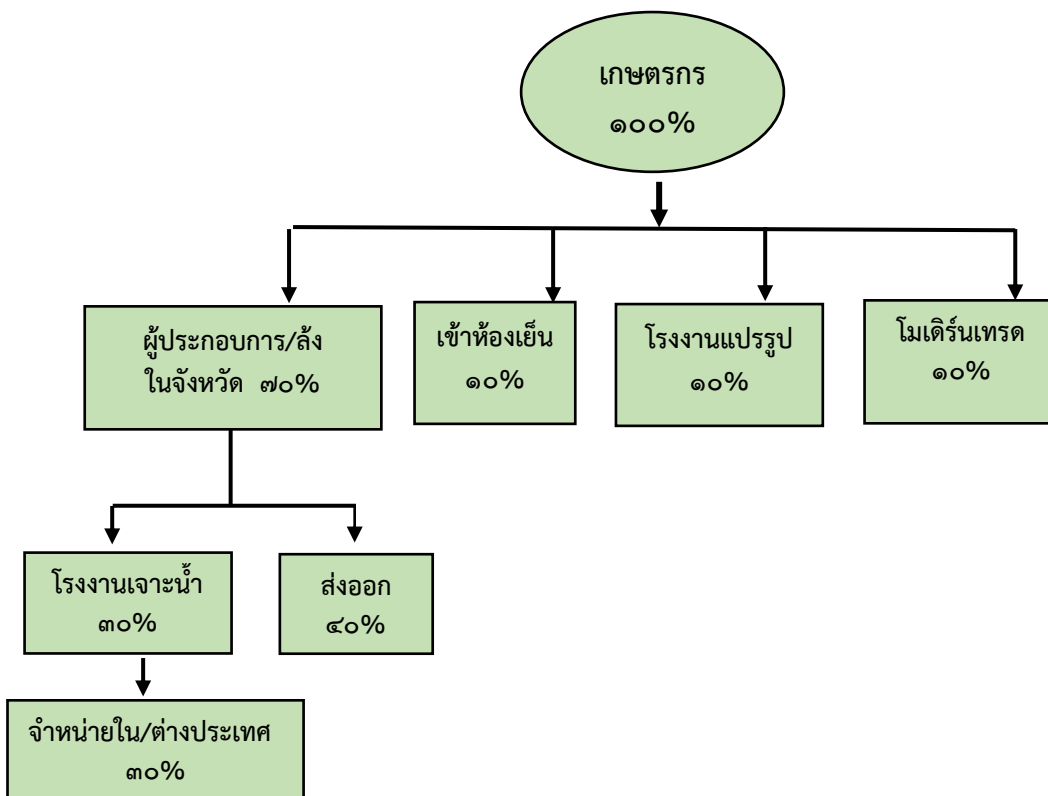 เกษตรกร
๑๐๐%
ผู้ประกอบการ/ล้ง
ในจังหวัด ๗๐%
เข้าห้องเย็น
๑๐%
โรงงานแปรรูป
๑๐%
โมเดิร์นเทรด
๑๐%
โรงงานเจาะน้ำ
๓๐%
ส่งออก
๔๐%
จำหน่ายใน/ต่างประเทศ
๓๐%